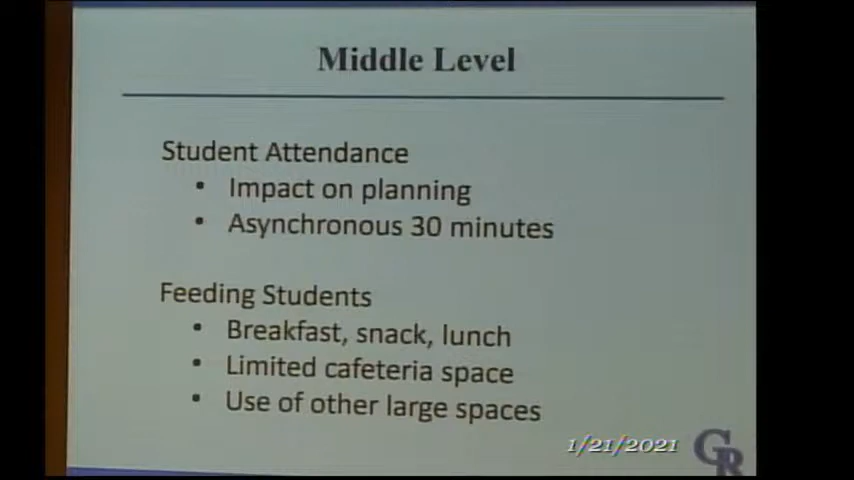 Middle Level
Student Attendance
• Impact on planning
• Asynchronous 30 minutes
Feeding Students
• Breakfast, snack, lunch
• Limited cafeteria space
• Use of other large spaces
1/21/2021
GR